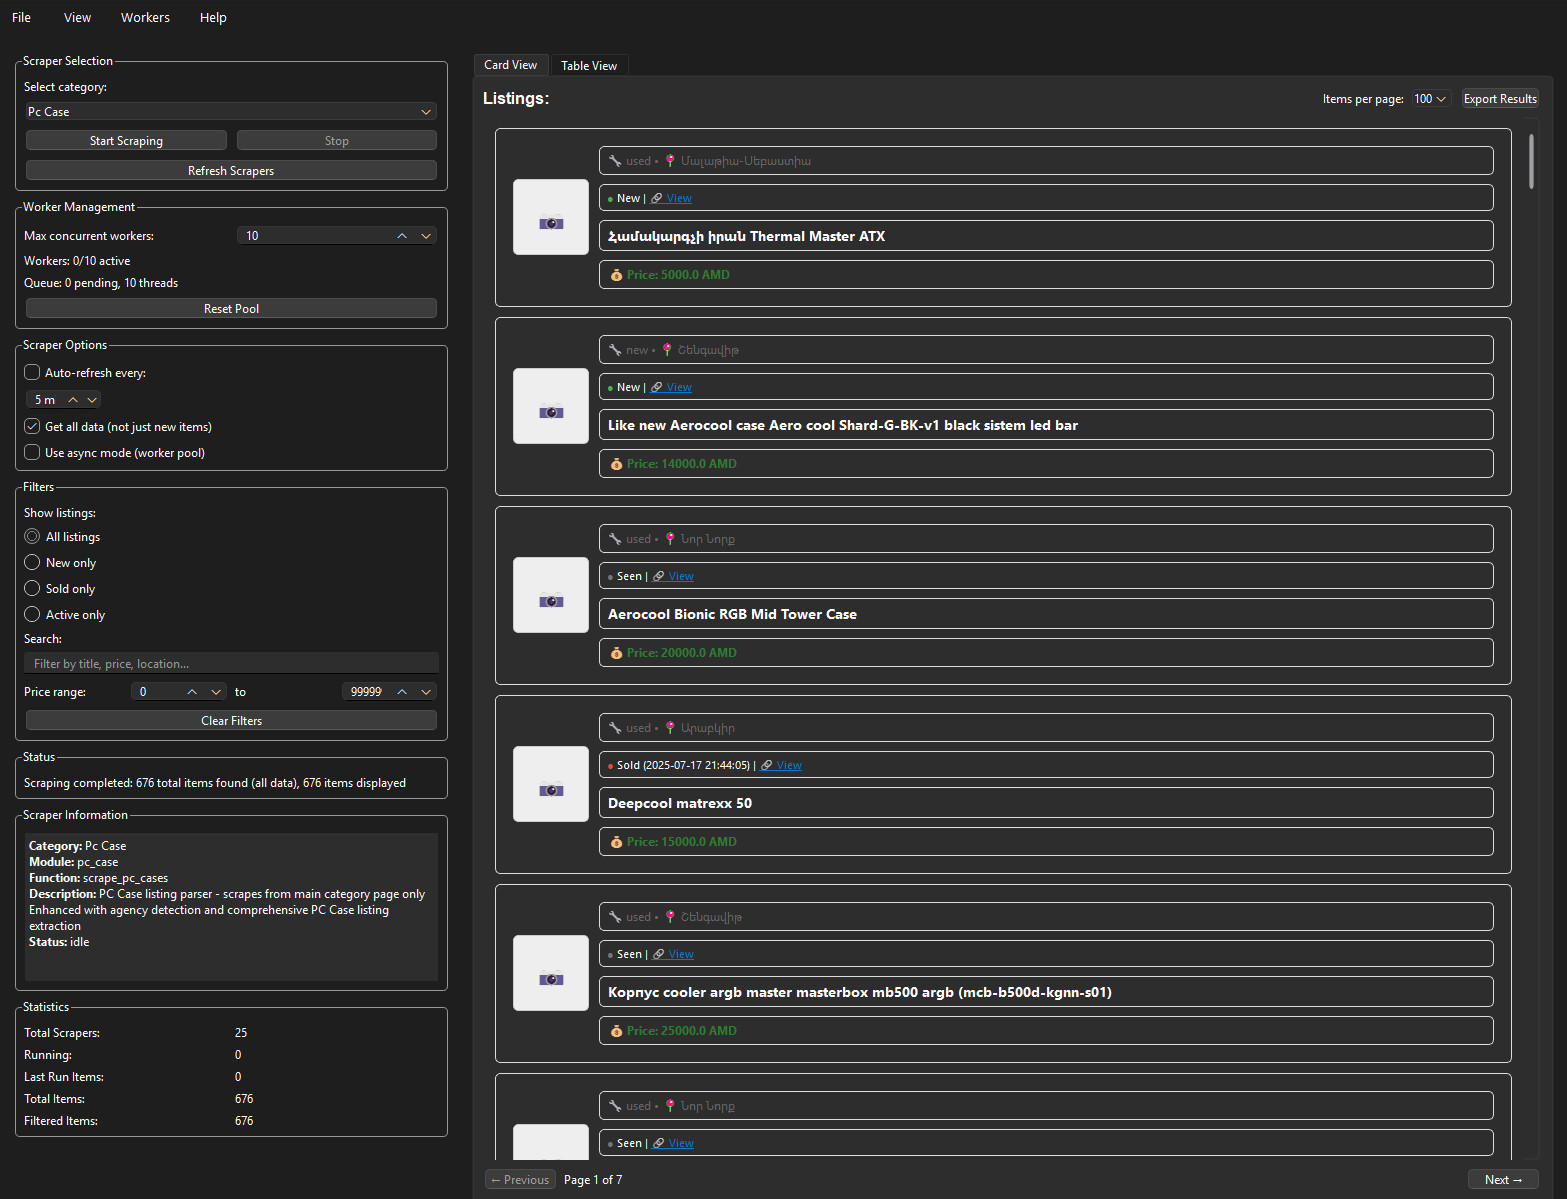 File View Workers Help
Scraper Selection
Select category:
Pc Case
Start Scraping Stop
Refresh Scrapers
Worker Management
Max concurrent workers: 10
Workers: 0/10 active
Queue: 0 pending, 10 threads
Reset Pool
Scraper Options
Auto-refresh every:
5 m
Get all data (not just new items)
Use async mode (worker pool)
Filters
Show listings:
All listings
New only
Sold only
Active only
Search:
Filter by title, price, location...
Price range: 0 to 99999
Clear Filters
Status
Scraping completed: 676 total items found (all data), 676 items displayed
Scraper Information
Category: Pc Case
Module: pc_case
Function: scrape_pc_cases
Description: PC Case listing parser - scrapes from main category page only
Enhanced with agency detection and comprehensive PC Case listing
extraction
Status: idle
Statistics
Total Scrapers: 25
Running: 0
Last Run Items: 0
Total Items: 676
Filtered Items: 676
Card View Table View
Listings: Items per page: 100 Export Results
used • Մալաթիա-Սեբաստիա
New | View
Համակարգչի իրան Thermal Master ATX
Price: 5000.0 AMD
new • Շենգավիթ
New | View
Like new Aerocool case Aero cool Shard-G-BK-v1 black sistem led bar
Price: 14000.0 AMD
used • Նոր Նորք
Seen | View
Aerocool Bionic RGB Mid Tower Case
Price: 20000.0 AMD
used • Արաբկիր
Sold (2025-07-17 21:44:05) | View
Deepcool matrexx 50
Price: 15000.0 AMD
used • Շենգավիթ
Seen | View
Корпус cooler argb master masterbox mb500 argb (mcb-b500d-kgnn-s01)
Price: 25000.0 AMD
used • Նոր Նորք
Seen | View
← Previous Page 1 of 7 Next →